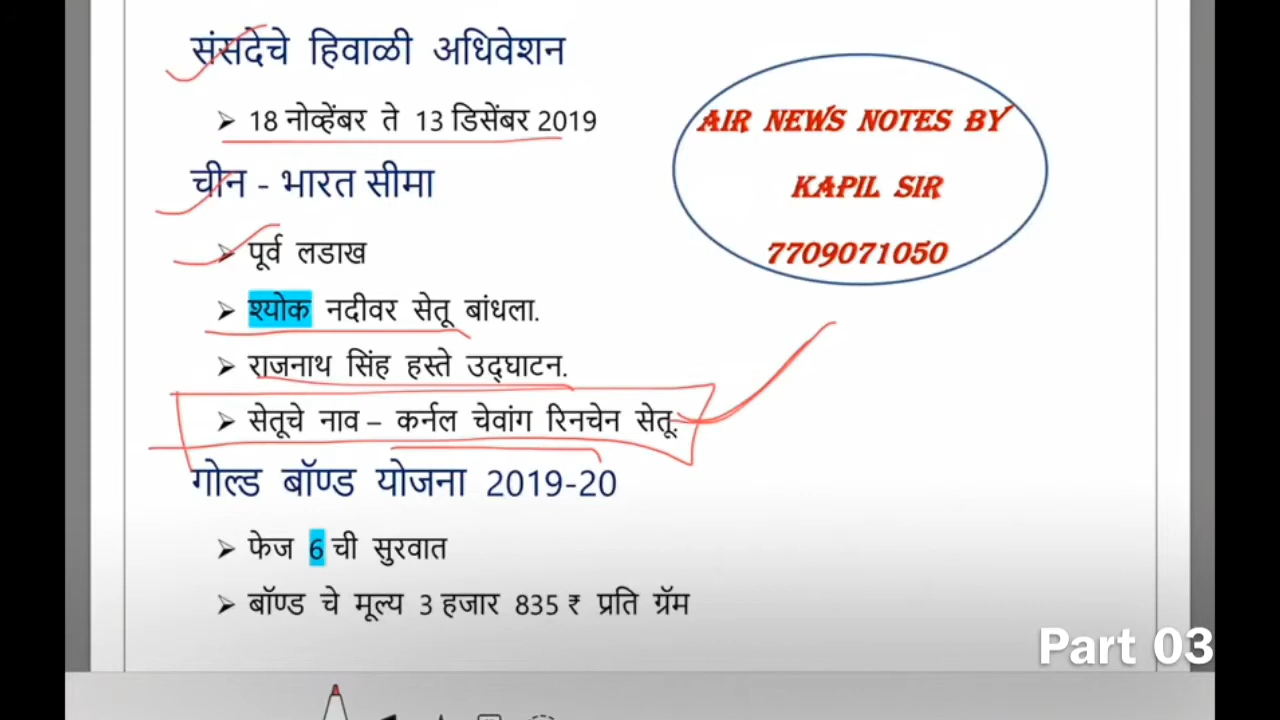 संसदेचे हिवाळी अधिवेशन
18 नोव्हेंबर ते 13 डिसेंबर 2019
चीन - भारत सीमा
पूर्व लडाख
श्योक नदीवर सेतू बांधला.
राजनाथ सिंह हस्ते उद्घाटन.
सेतूचे नाव – कर्नल चेवांग रिनचेन सेतू.
गोल्ड बॉण्ड योजना 2019-20
फेज 6 ची सुरवात
बॉण्ड चे मूल्य 3 हजार 835 ₹ प्रति ग्रॅम
AIR NEWS NOTES BY
KAPIL SIR
7709071050
Part 03